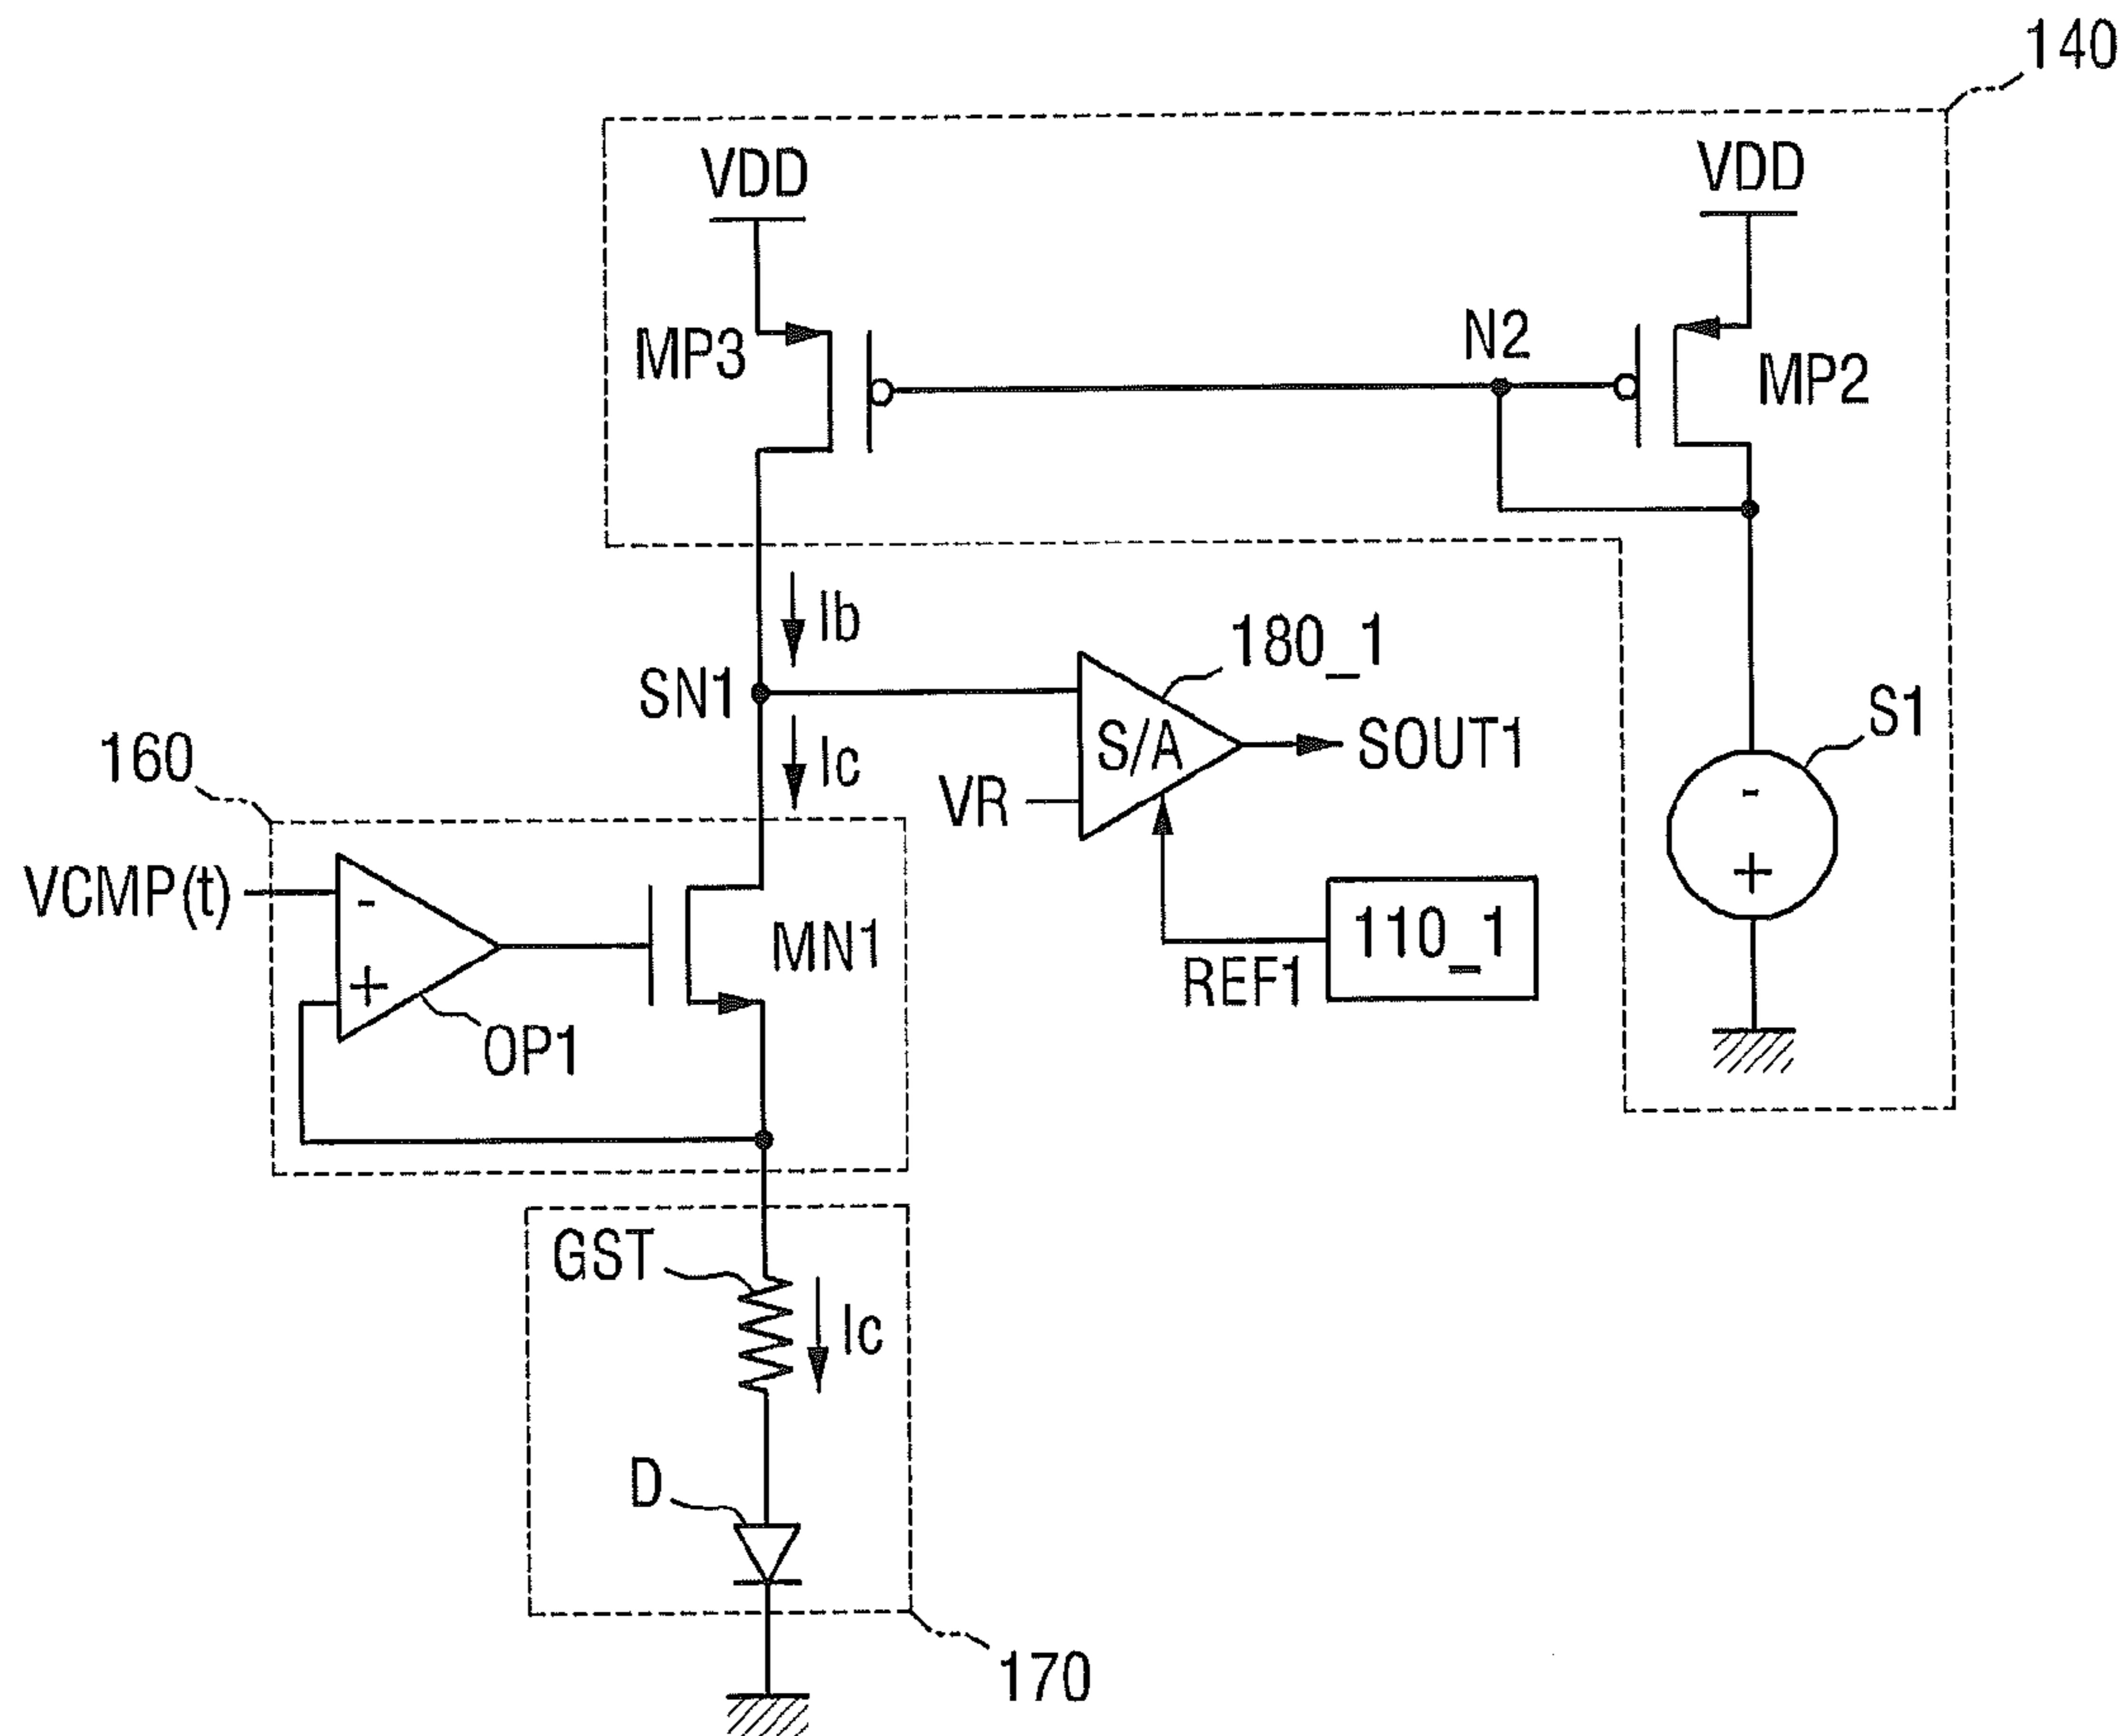 140
VDD
VDD
MP3
N2
MP2
Ib
180_1
SN1
S1
160
Ic
S/A
SOUT1
VR
-
VCMP(t)
-
110_1
MN1
+
+
REF1
OP1
GST
Ic
D
170